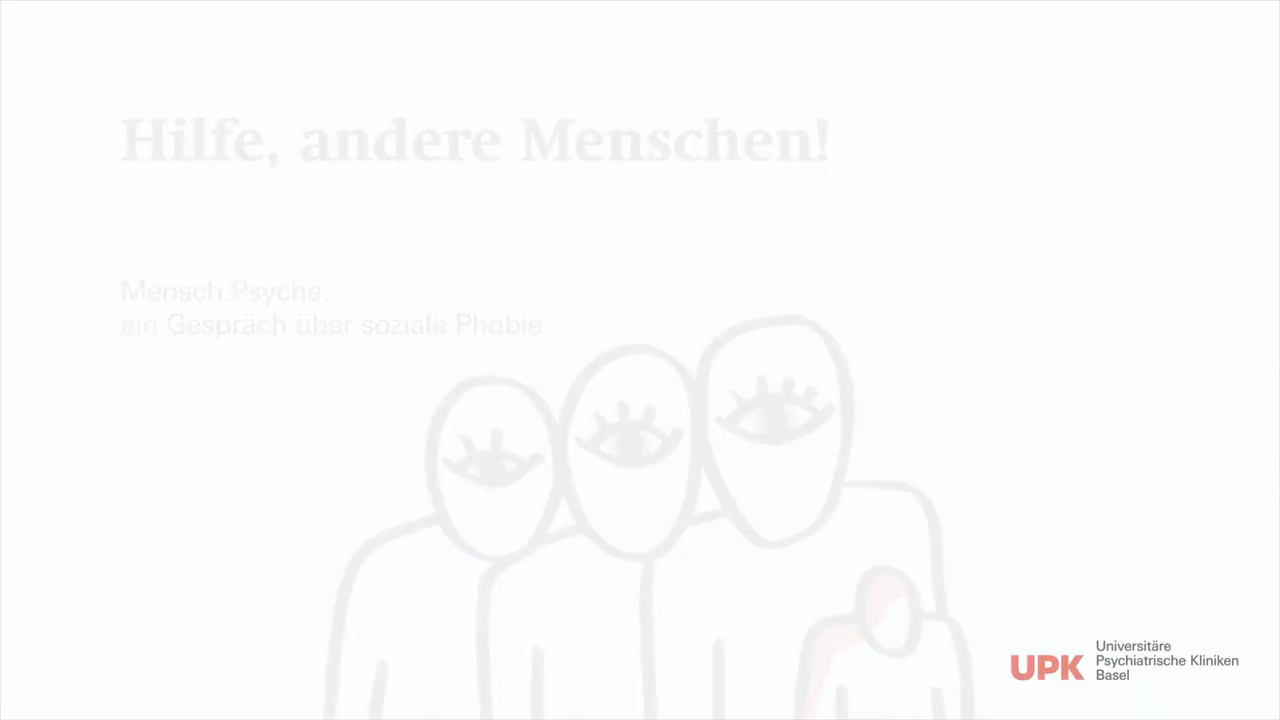 Hilfe, andere Menschen!
Mensch.Psyche:
ein Gespräch über soziale Phobie
UPK
Universitäre
Psychiatrische Kliniken
Basel